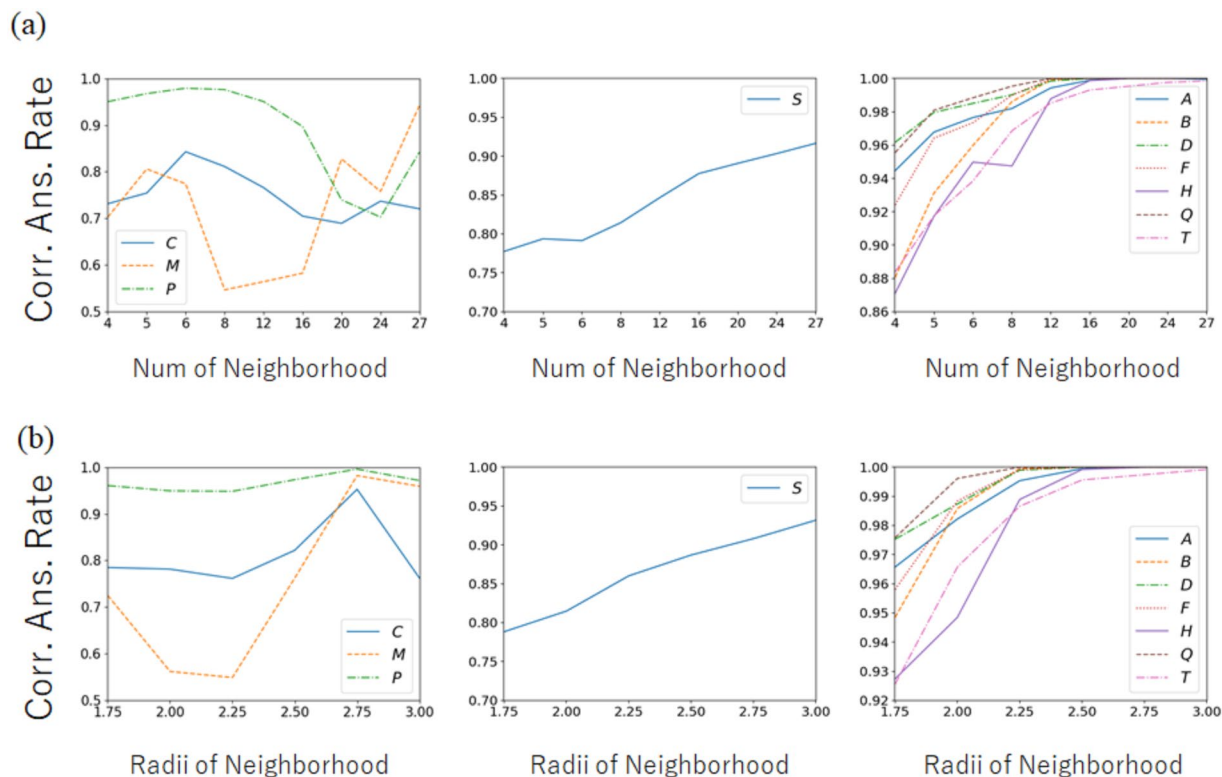 (a)
Corr. Ans. Rate
1.0
0.9
0.8
0.7
0.6
0.5
C
M
P
4 5 6 8 12 16 20 24 27
Num of Neighborhood
1.00
0.95
0.90
0.85
0.80
0.75
0.70
S
4 5 6 8 12 16 20 24 27
Num of Neighborhood
1.00
0.98
0.96
0.94
0.92
0.90
0.88
0.86
A
B
D
F
H
Q
T
4 5 6 8 12 16 20 24 27
Num of Neighborhood
(b)
Corr. Ans. Rate
1.0
0.9
0.8
0.7
0.6
0.5
C
M
P
1.75 2.00 2.25 2.50 2.75 3.00
Radii of Neighborhood
1.00
0.95
0.90
0.85
0.80
0.75
0.70
S
1.75 2.00 2.25 2.50 2.75 3.00
Radii of Neighborhood
1.00
0.99
0.98
0.97
0.96
0.95
0.94
0.93
0.92
A
B
D
F
H
Q
T
1.75 2.00 2.25 2.50 2.75 3.00
Radii of Neighborhood